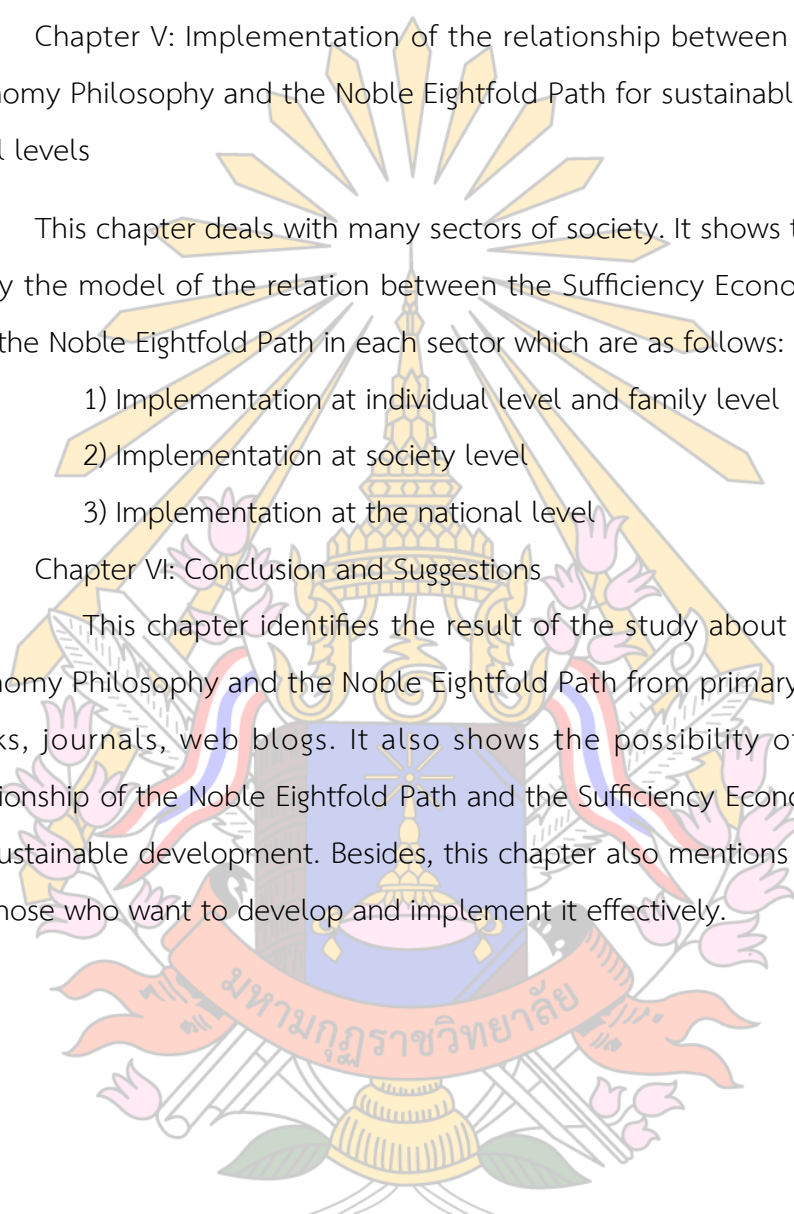 Chapter V: Implementation of the relationship between
nomy Philosophy and the Noble Eightfold Path for sustainabl
l levels
This chapter deals with many sectors of society. It shows t
y the model of the relation between the Sufficiency Econo
the Noble Eightfold Path in each sector which are as follows:
1) Implementation at individual level and family level
2) Implementation at society level
3) Implementation at the national level
Chapter VI: Conclusion and Suggestions
This chapter identifies the result of the study about
nomy Philosophy and the Noble Eightfold Path from primary
ks, journals, web blogs. It also shows the possibility of
ionship of the Noble Eightfold Path and the Sufficiency Econo
ustainable development. Besides, this chapter also mentions
hose who want to develop and implement it effectively.
มหามกุฏราชวิทยาลัย